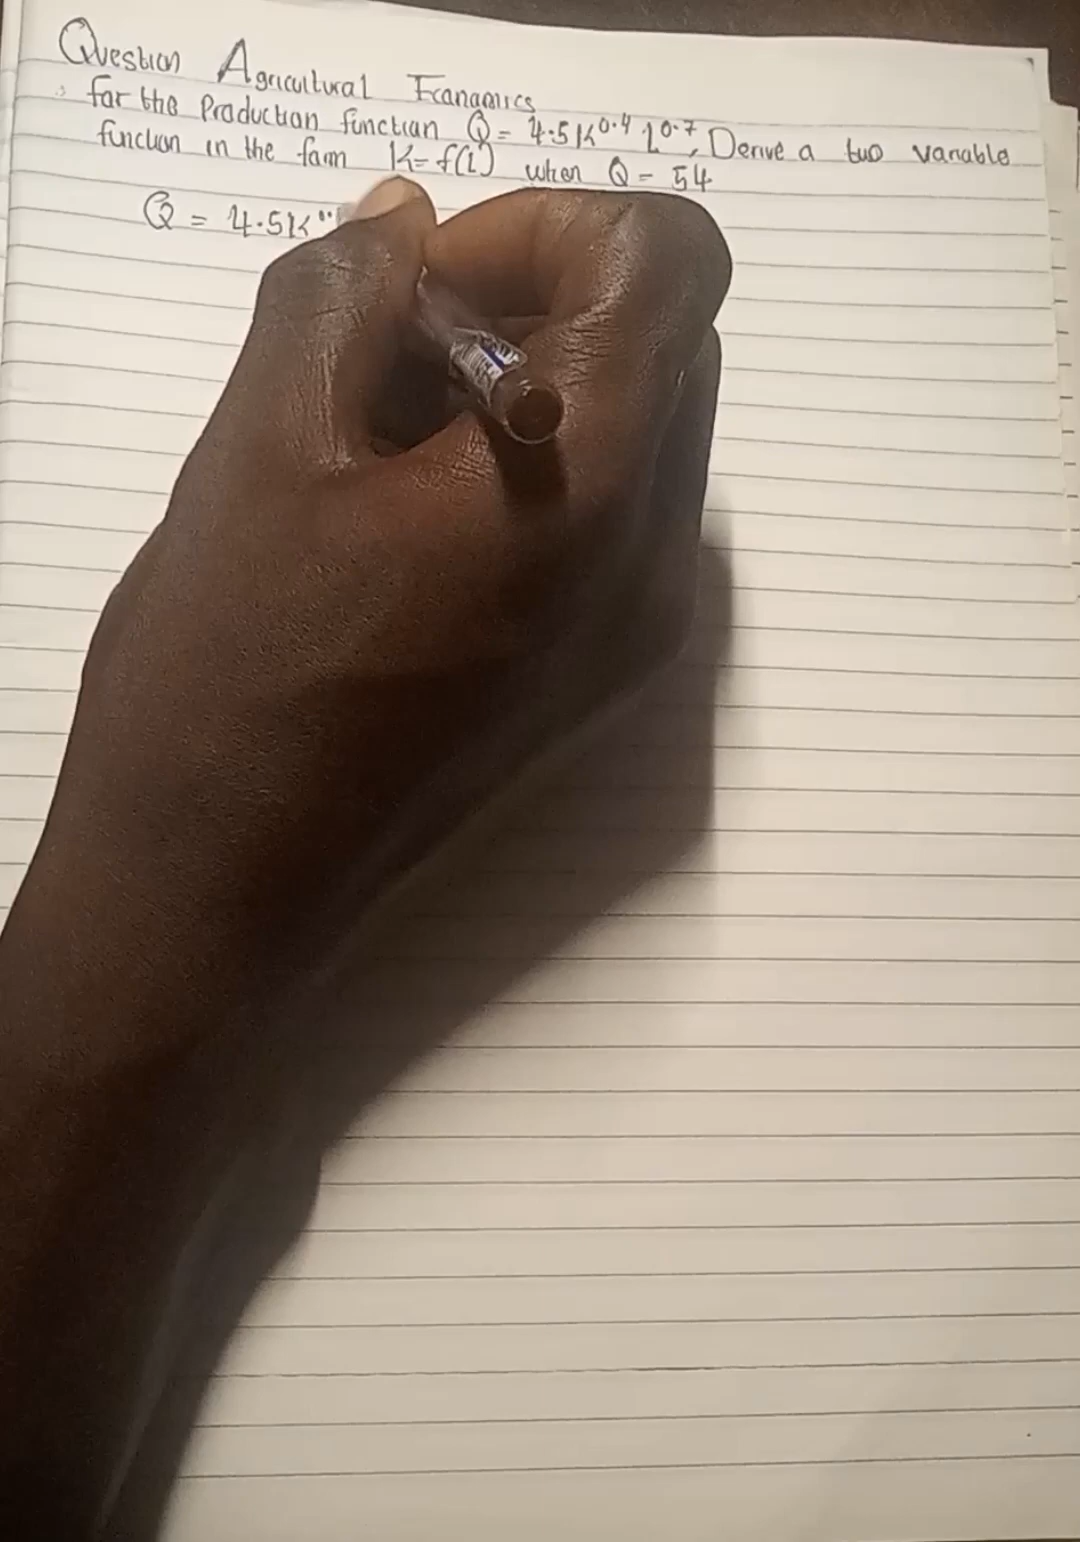 Question Agricultural Economics
for the Production function Q = 4.5K^0.4 L^0.7, Derive a two variable
function in the form K = f(L) when Q = 54
Q = 4.5K